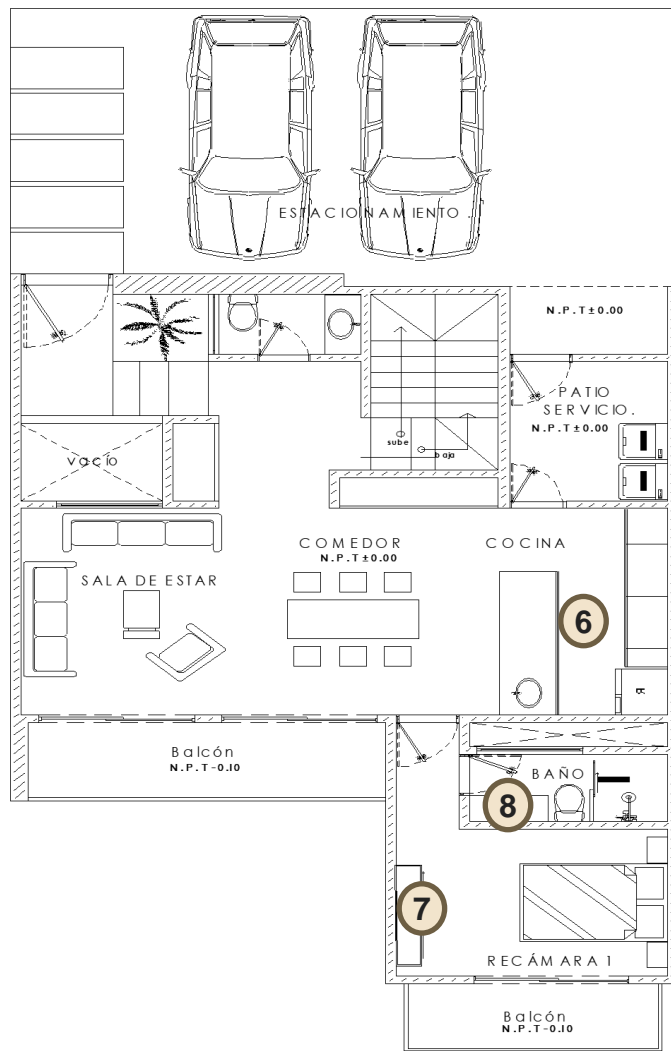 ESTACIONAMIENTO .
N.P.T±0.00
PATIO
SERVICIO.
N.P.T±0.00
sube
baja
vacío
COMEDOR
N.P.T±0.00
COCINA
SALA DE ESTAR
6
R
Balcón
N.P.T-0.10
BAÑO
8
7
RECÁMARA 1
Balcón
N.P.T-0.10